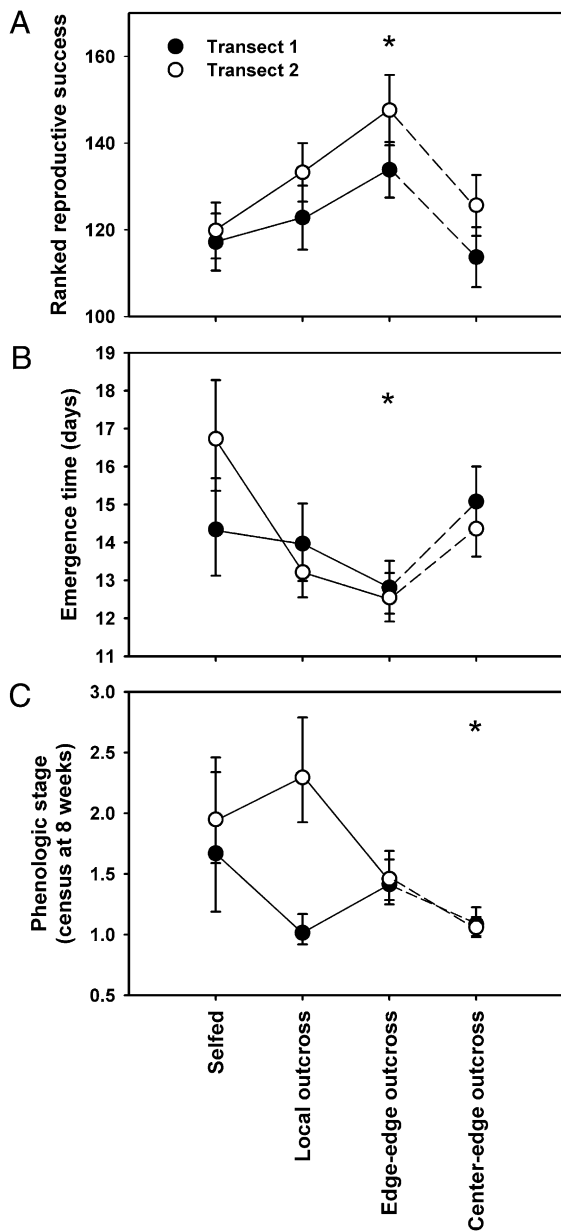 A
Ranked reproductive success
160
140
120
100
Transect 1
Transect 2
*
B
Emergence time (days)
19
18
17
16
15
14
13
12
11
*
C
Phenologic stage
(census at 8 weeks)
3.0
2.5
2.0
1.5
1.0
0.5
*
Selfed
Local outcross
Edge-edge outcross
Center-edge outcross